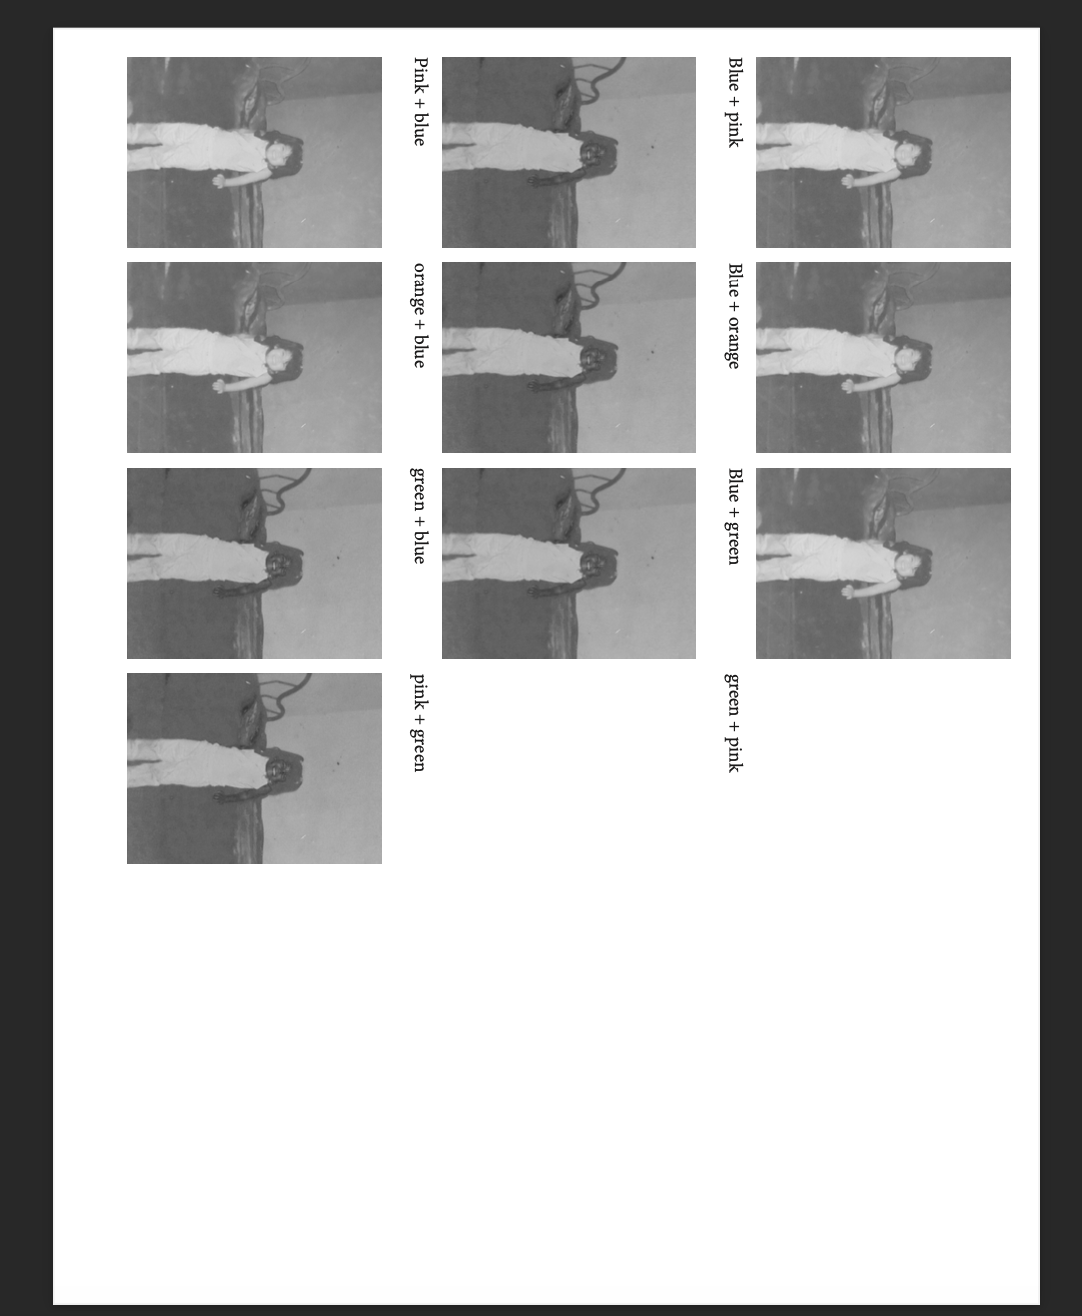 Blue + pink
Blue + orange
Blue + green
green + pink
Pink + blue
orange + blue
green + blue
pink + green